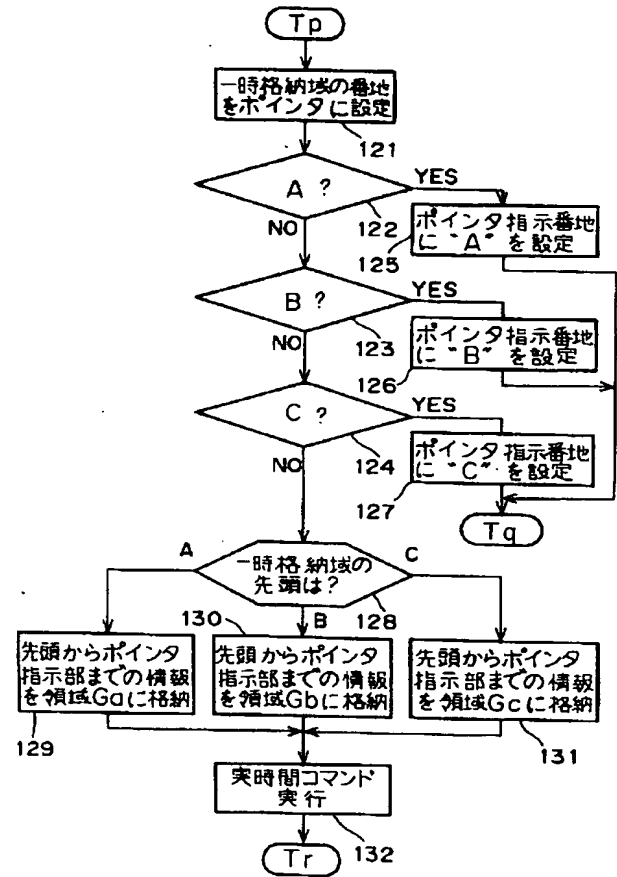 Tp
一時格納域の番地
をポインタに設定
121
A ?
YES
122
NO
ポインタ指示番地
に "A" を設定
125
B ?
YES
123
NO
ポインタ指示番地
に "B" を設定
126
C ?
YES
124
NO
ポインタ指示番地
に "C" を設定
127
Tq
一時格納域の
先頭は?
A
C
128
130
B
先頭からポインタ
指示部までの情報
を領域Gaに格納
129
先頭からポインタ
指示部までの情報
を領域Gbに格納
先頭からポインタ
指示部までの情報
を領域Gcに格納
131
実時間コマンド
実行
132
Tr